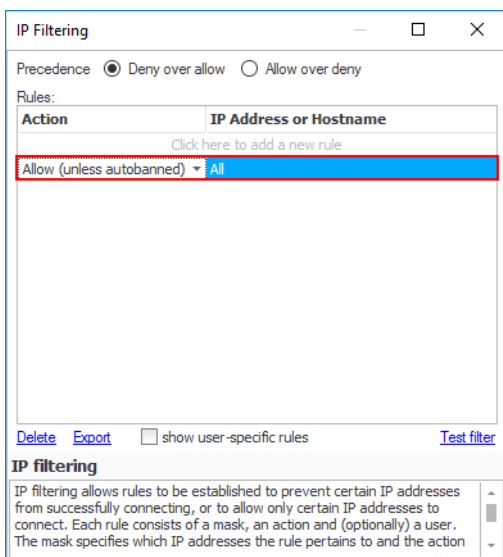 IP Filtering
Precedence Deny over allow Allow over deny
Rules:
Action IP Address or Hostname
Click here to add a new rule
Allow (unless autobanned) All
Delete Export show user-specific rules Test filter
IP filtering
IP filtering allows rules to be established to prevent certain IP addresses
from successfully connecting, or to allow only certain IP addresses to
connect. Each rule consists of a mask, an action and (optionally) a user.
The mask specifies which IP addresses the rule pertains to and the action